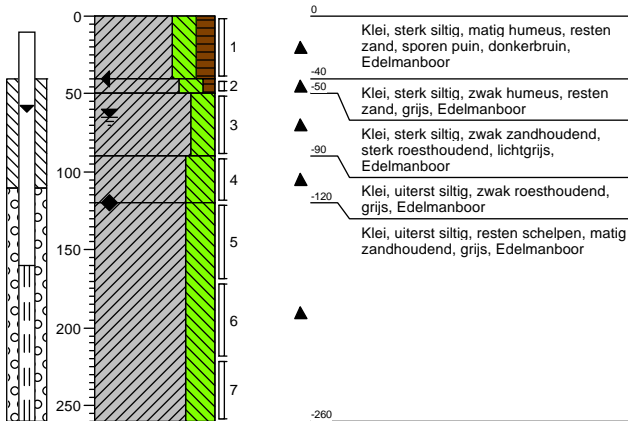 0
50
100
150
200
250
1
2
3
4
5
6
7
0
Klei, sterk siltig, matig humeus, resten
zand, sporen puin, donkerbruin,
Edelmanboor
-40
Klei, sterk siltig, zwak humeus, resten
zand, grijs, Edelmanboor
-50
Klei, sterk siltig, zwak zandhoudend,
sterk roesthoudend, lichtgrijs,
Edelmanboor
-90
Klei, uiterst siltig, zwak roesthoudend,
grijs, Edelmanboor
-120
Klei, uiterst siltig, resten schelpen, matig
zandhoudend, grijs, Edelmanboor
-260